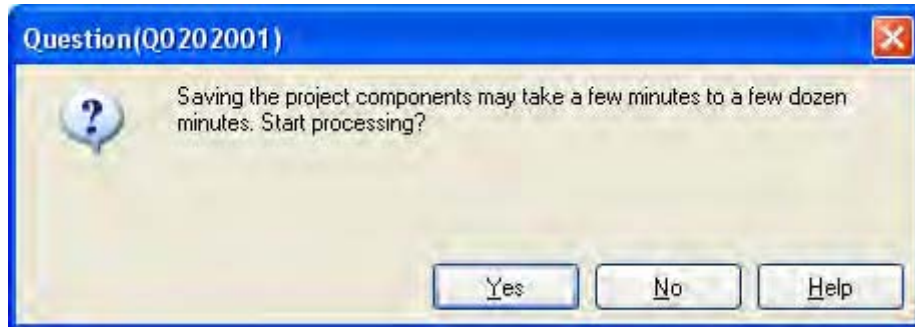 Question(Q0202001)
?
Saving the project components may take a few minutes to a few dozen
minutes. Start processing?
Yes
No
Help